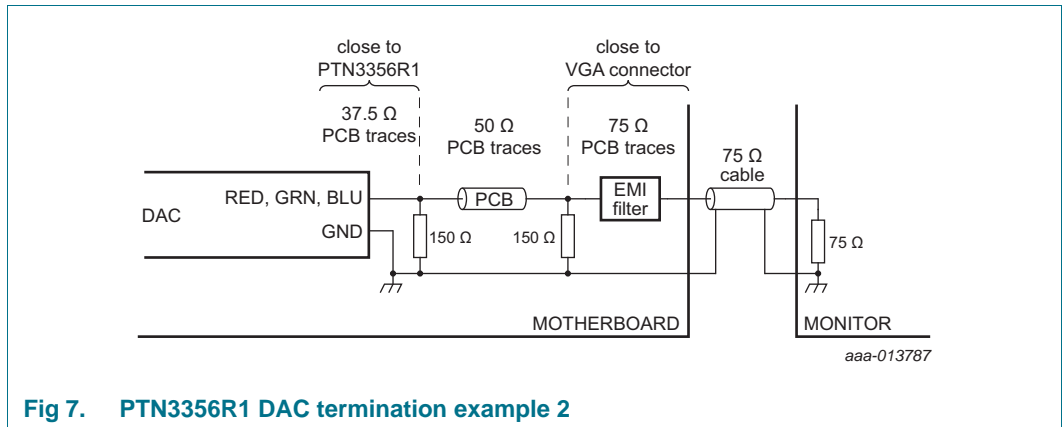 close to
PTN3356R1
close to
VGA connector
37.5 Ω
PCB traces
50 Ω
PCB traces
75 Ω
PCB traces
75 Ω
cable
DAC
RED, GRN, BLU
GND
PCB
EMI
filter
150 Ω
150 Ω
75 Ω
MOTHERBOARD
MONITOR
aaa-013787
Fig 7. PTN3356R1 DAC termination example 2